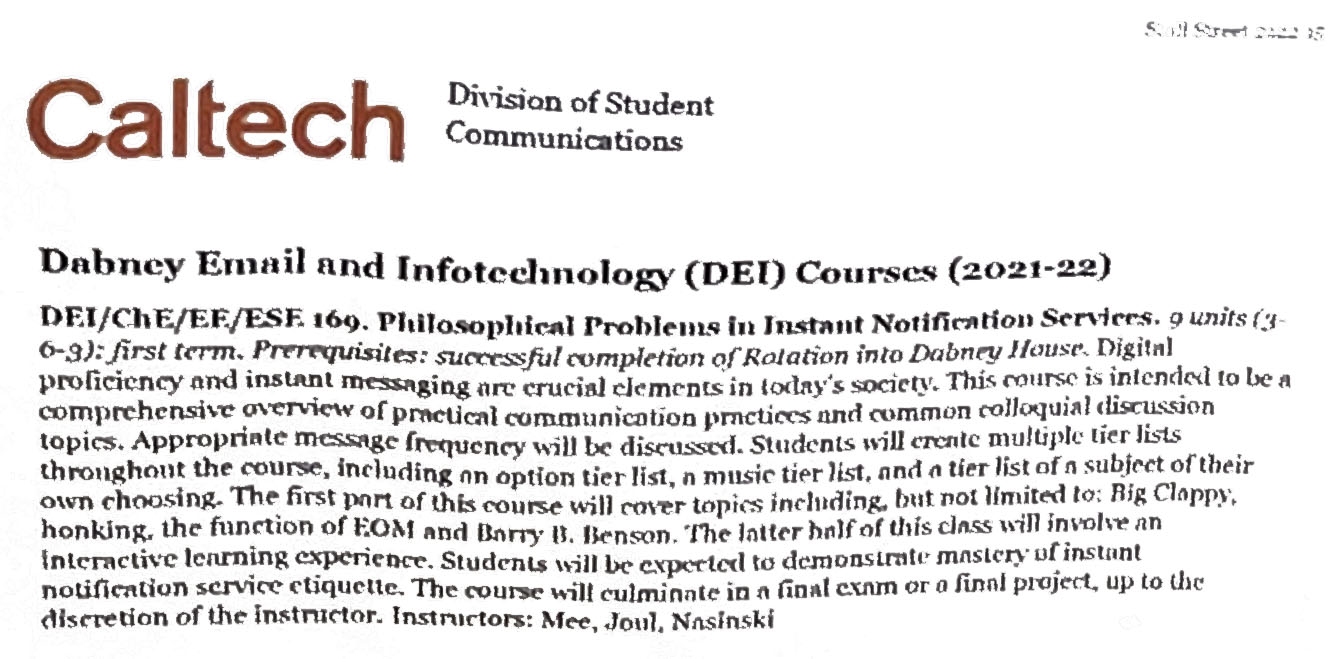 Street
Caltech
Division of Student
Communications
Dabney Email and Infotechnology (DEI) Courses (2021-22)
DEI/ChE/EE/ESE 169. Philosophical Problems in Instant Notification Services. 9 units (3-
6-3): first term. Prerequisites: successful completion of Rotation into Dabney House. Digital
proficiency and instant messaging are crucial elements in today's society. This course is intended to be a
comprehensive overview of practical communication practices and common colloquial discussion
topics. Appropriate message frequency will be discussed. Students will create multiple tier lists
throughout the course, including an option tier list, a music tier list, and a tier list of a subject of their
own choosing. The first part of this course will cover topics including, but not limited to: Big Clappy,
honking, the function of EOM and Barry B. Benson. The latter half of this class will involve an
interactive learning experience. Students will be expected to demonstrate mastery of instant
notification service etiquette. The course will culminate in a final exam or a final project, up to the
discretion of the instructor. Instructors: Mee, Joul, Nasinski